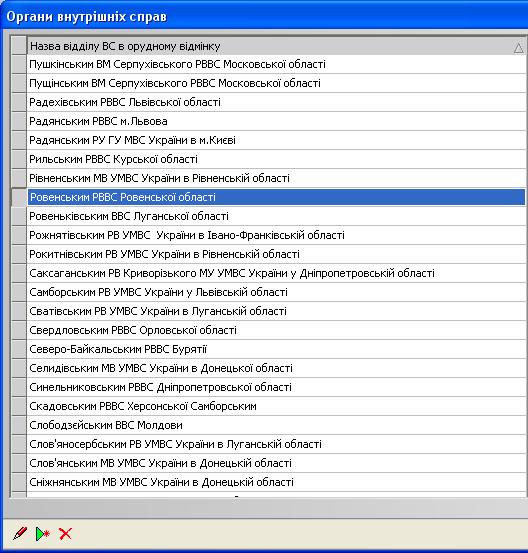 Органи внутрішніх справ
Назва відділу ВС в орудному відмінку
Пушкінським ВМ Серпухівського РВВС Московської області
Пущінським ВМ Серпухівського РВВС Московської області
Радехівським РВВС Львівської області
Радянським РВВС м.Львова
Радянським РУ ГУ МВС України в м.Києві
Рильським РВВС Курської області
Рівненським МВ УМВС України в Рівненській області
Ровенським РВВС Ровенської області
Ровеньківським ВВС Луганської області
Рожнятівським РВ УМВС  України в Івано-Франківській області
Рокитнівським РВ УМВС України в Рівненській області
Саксаганським РВ Криворізького МУ УМВС України у Дніпропетровській області
Самборським РВ УМВС України у Львівській області
Сватівським РВ УМВС України в Луганській області
Свердловським РВВС Орловської області
Северо-Байкальським РВВС Бурятії
Селидівським МВ УМВС України в Донецької області
Синельниковським РВВС Дніпропетровської області
Скадовським РВВС Херсонської Самборським
Слободзєйським ВВС Молдови
Слов'яносербським РВ УМВС України в Луганській області
Слов'янським МВ УМВС України в Донецькій області
Сніжнянським МВ УМВС України в Донецькій області